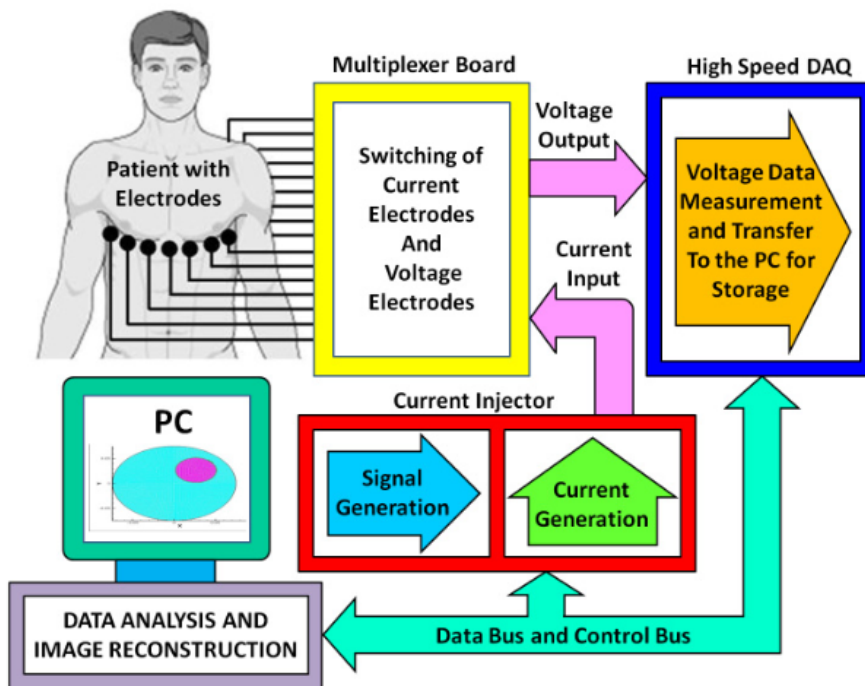 Multiplexer Board
High Speed DAQ
Patient with
Electrodes
Switching of
Current
Electrodes
And
Voltage
Electrodes
Voltage
Output
Current
Input
Voltage Data
Measurement
and Transfer
To the PC for
Storage
Current Injector
Signal
Generation
Current
Generation
PC
DATA ANALYSIS AND
IMAGE RECONSTRUCTION
Data Bus and Control Bus